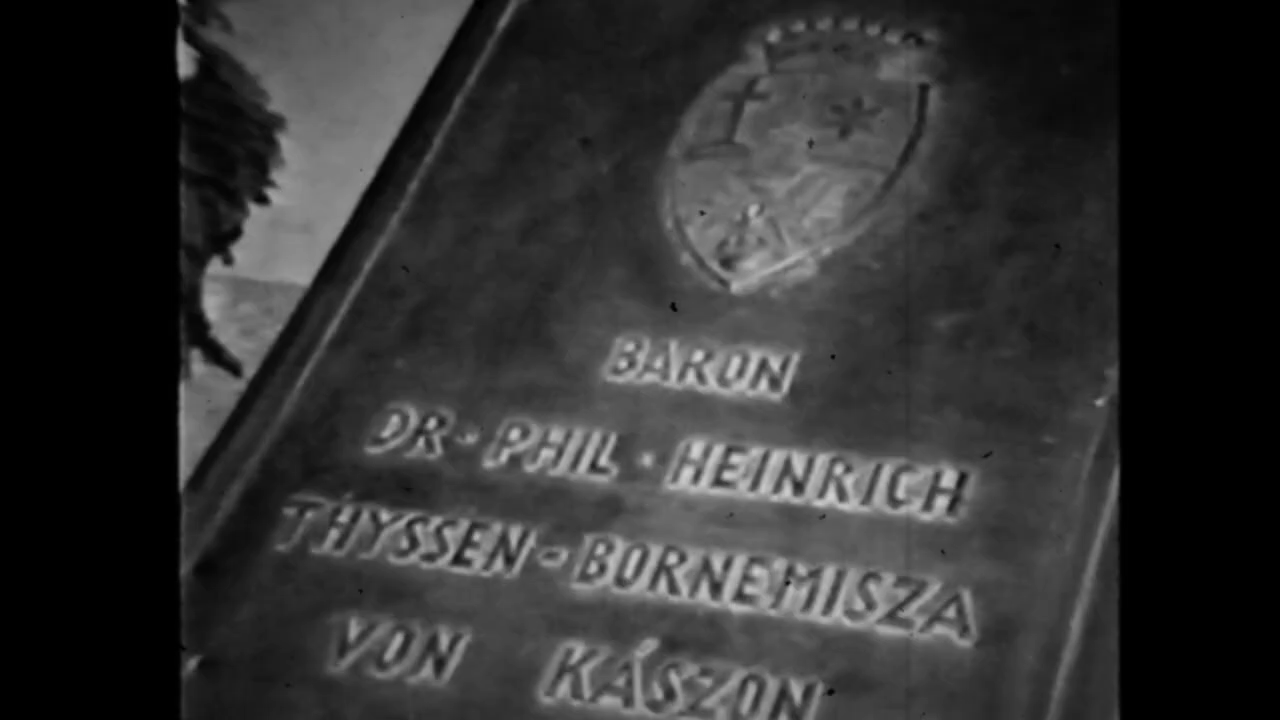 BARON
DR · PHIL · HEINRICH
THYSSEN-BORNEMISZA
VON KÁSZON